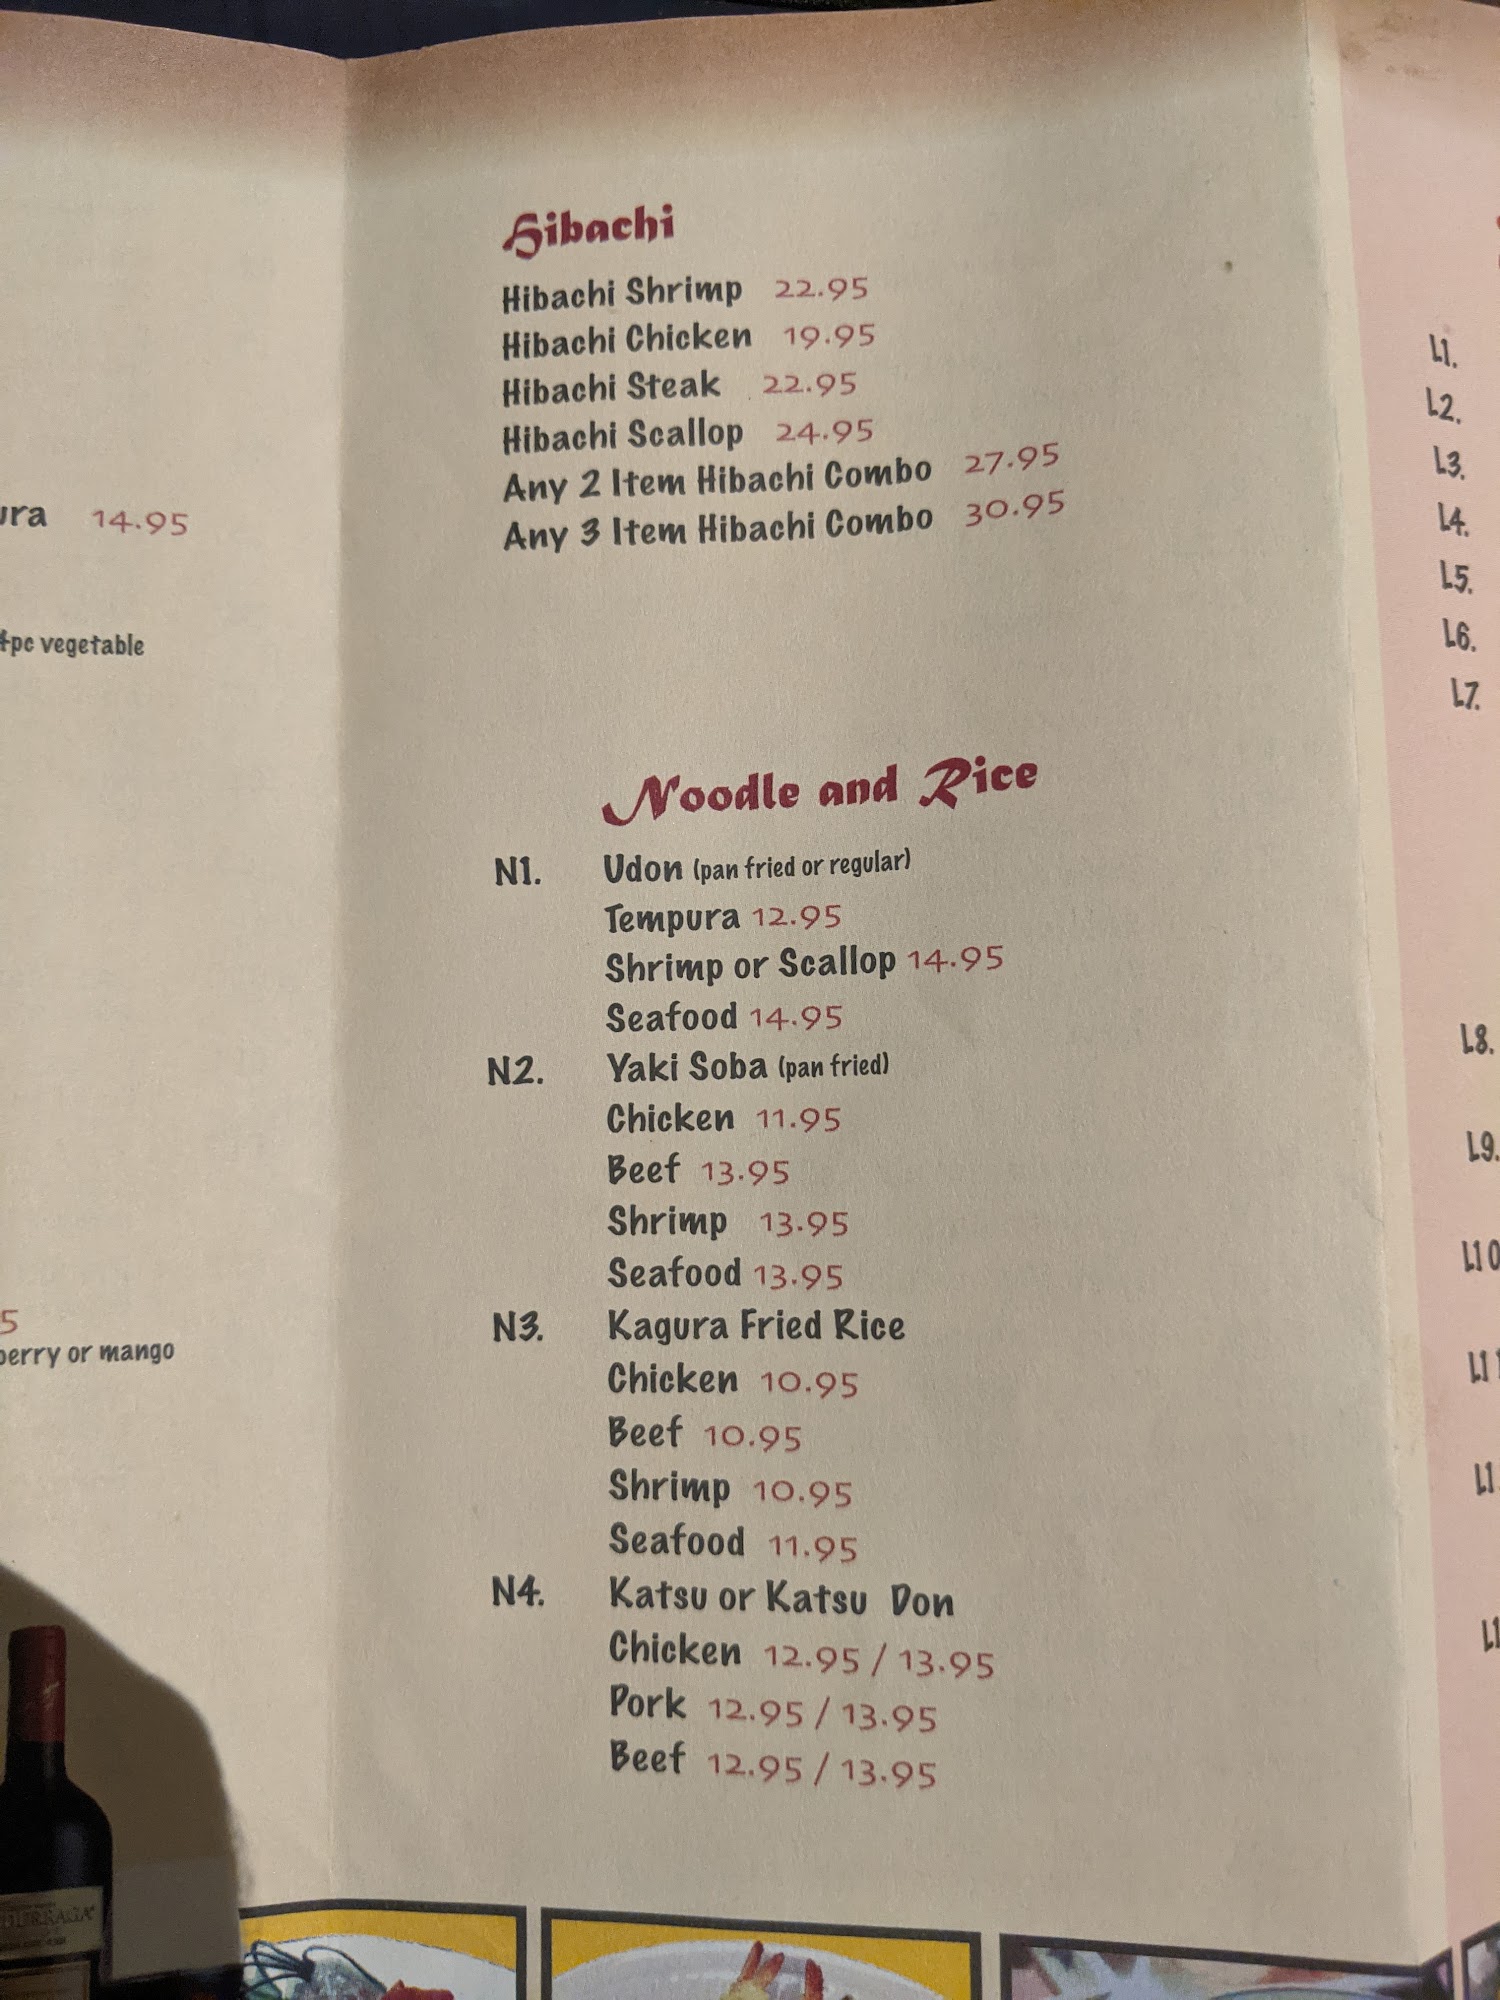 14.95
4pc vegetable
5
or mango
Hibachi
Hibachi Shrimp 22.95
Hibachi Chicken 19.95
Hibachi Steak 22.95
Hibachi Scallop 24.95
Any 2 Item Hibachi Combo 27.95
Any 3 Item Hibachi Combo 30.95
Noodle and Rice
N1. Udon (pan fried or regular)
Tempura 12.95
Shrimp or Scallop 14.95
Seafood 14.95
N2. Yaki Soba (pan fried)
Chicken 11.95
Beef 13.95
Shrimp 13.95
Seafood 13.95
N3. Kagura Fried Rice
Chicken 10.95
Beef 10.95
Shrimp 10.95
Seafood 11.95
N4. Katsu or Katsu Don
Chicken 12.95 / 13.95
Pork 12.95 / 13.95
Beef 12.95 / 13.95
L1.
L2.
L3.
L4.
L5.
L6.
L7.
L8.
L9.
L10